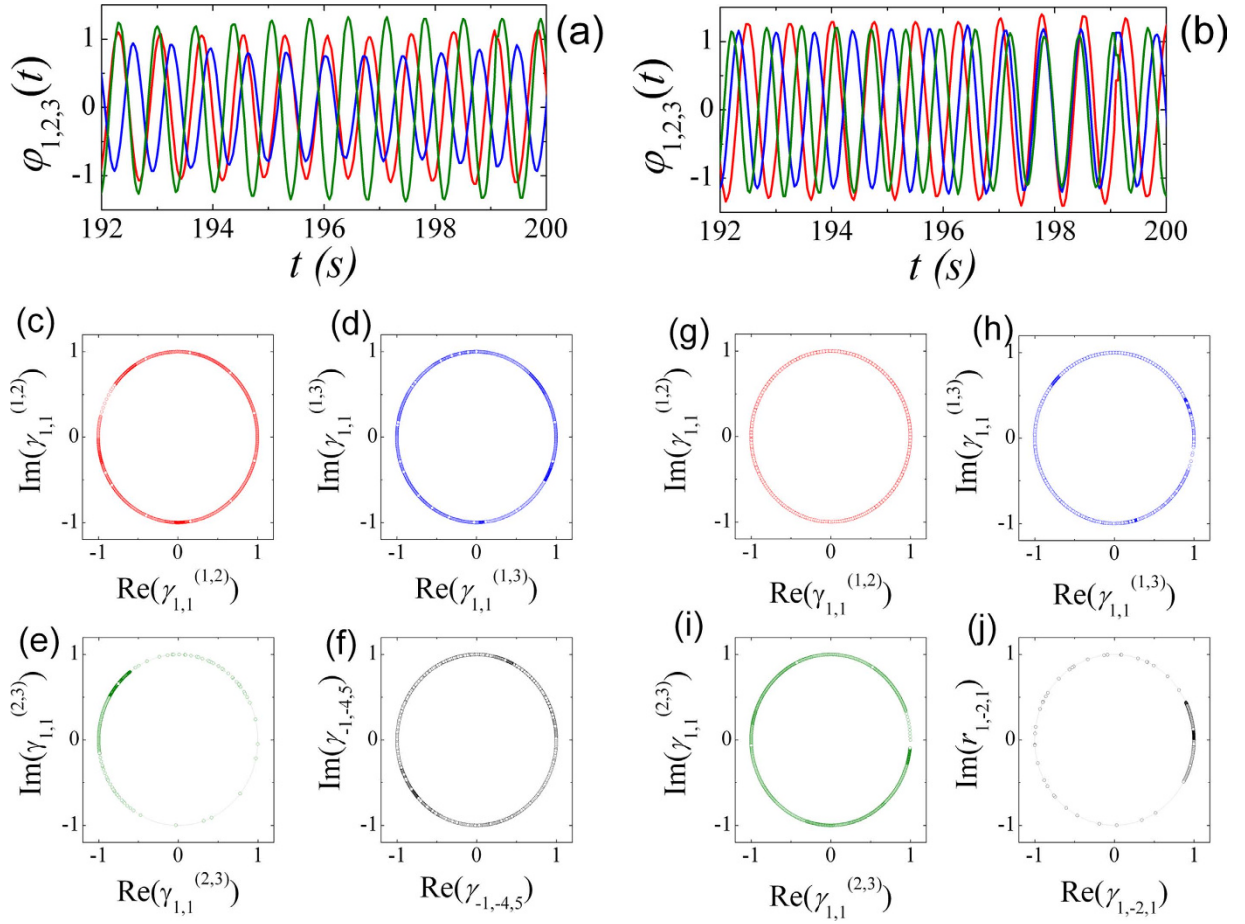 (a)
φ1,2,3(t)
1
0
-1
192 194 196 198 200
t (s)
(b)
φ1,2,3(t)
1
0
-1
192 194 196 198 200
t (s)
(c)
Im(γ1,1(1,2))
1
0
-1
-1 0 1
Re(γ1,1(1,2))
(d)
Im(γ1,1(1,3))
1
0
-1
-1 0 1
Re(γ1,1(1,3))
(g)
Im(γ1,1(1,2))
1
0
-1
-1 0 1
Re(γ1,1(1,2))
(h)
Im(γ1,1(1,3))
1
0
-1
-1 0 1
Re(γ1,1(1,3))
(e)
Im(γ1,1(2,3))
1
0
-1
-1 0 1
Re(γ1,1(2,3))
(f)
Im(γ-1,-4,5)
1
0
-1
-1 0 1
Re(γ-1,-4,5)
(i)
Im(γ1,1(2,3))
1
0
-1
-1 0 1
Re(γ1,1(2,3))
(j)
Im(r1,-2,1)
1
0
-1
-1 0 1
Re(γ1,-2,1)